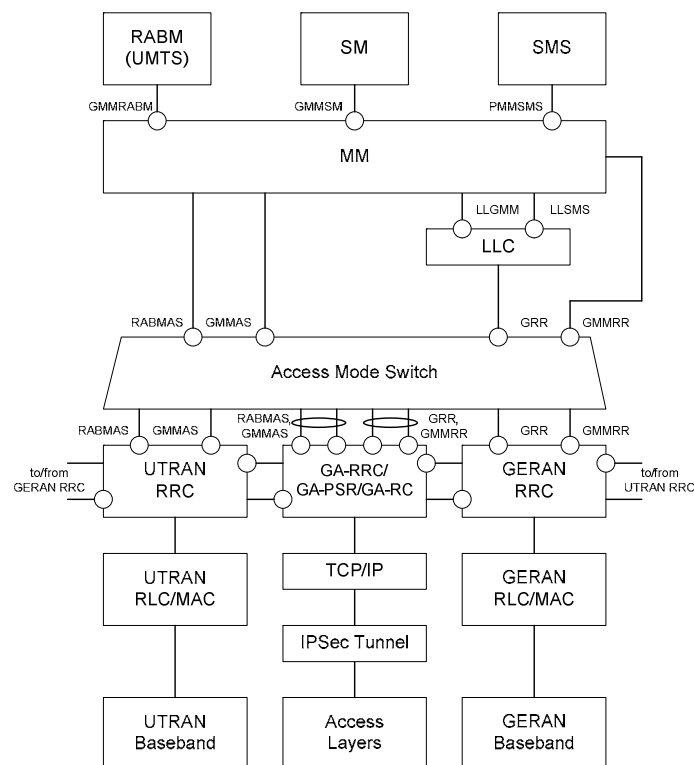 RABM
(UMTS)
SM
SMS
GMMRABM
GMMSM
PMMSMS
MM
LLGMM
LLSMS
LLC
RABMAS
GMMAS
GRR
GMMRR
Access Mode Switch
RABMAS
GMMAS
RABMAS,
GMMAS
GRR,
GMMRR
GRR
GMMRR
to/from
GERAN RRC
UTRAN
RRC
GA-RRC/
GA-PSR/GA-RC
GERAN
RRC
to/from
UTRAN RRC
UTRAN
RLC/MAC
TCP/IP
GERAN
RLC/MAC
IPSec Tunnel
UTRAN
Baseband
Access
Layers
GERAN
Baseband